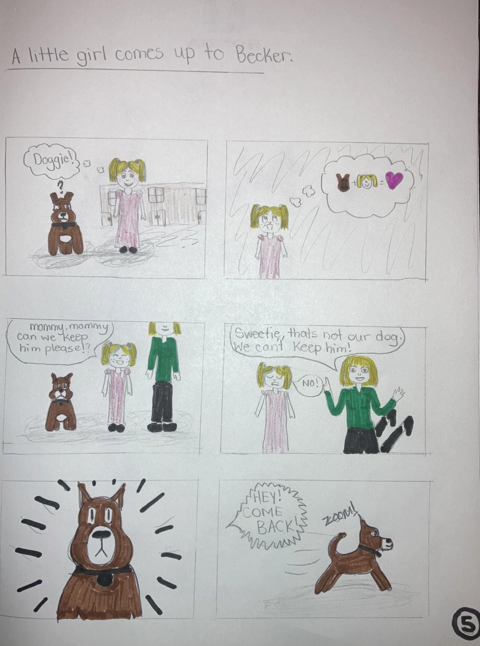 A little girl comes up to Becker.
Doggie!
?
+ =
mommy, mommy
can we keep
him please!?
Sweetie, thats not our dog.
We cant keep him!
NO!
HEY!
COME
BACK!
ZOOM!
5